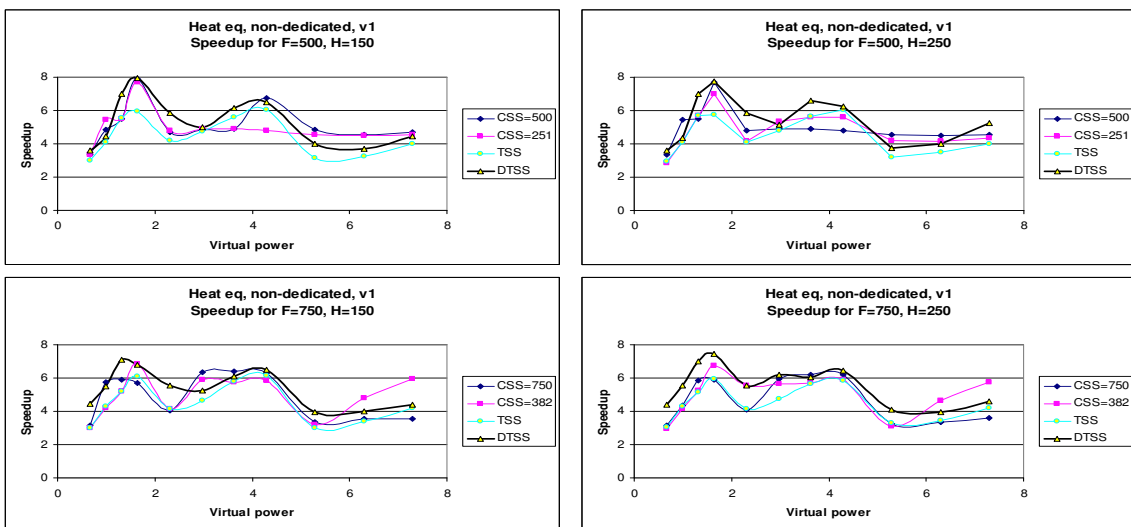 Heat eq, non-dedicated, v1
Speedup for F=500, H=150
8
6
4
2
0
Speedup
0 2 4 6 8
Virtual power
CSS=500
CSS=251
TSS
DTSS
Heat eq, non-dedicated, v1
Speedup for F=500, H=250
8
6
4
2
0
Speedup
0 2 4 6 8
Virtual power
CSS=500
CSS=251
TSS
DTSS
Heat eq, non-dedicated, v1
Speedup for F=750, H=150
8
6
4
2
0
Speedup
0 2 4 6 8
Virtual power
CSS=750
CSS=382
TSS
DTSS
Heat eq, non-dedicated, v1
Speedup for F=750, H=250
8
6
4
2
0
Speedup
0 2 4 6 8
Virtual power
CSS=750
CSS=382
TSS
DTSS